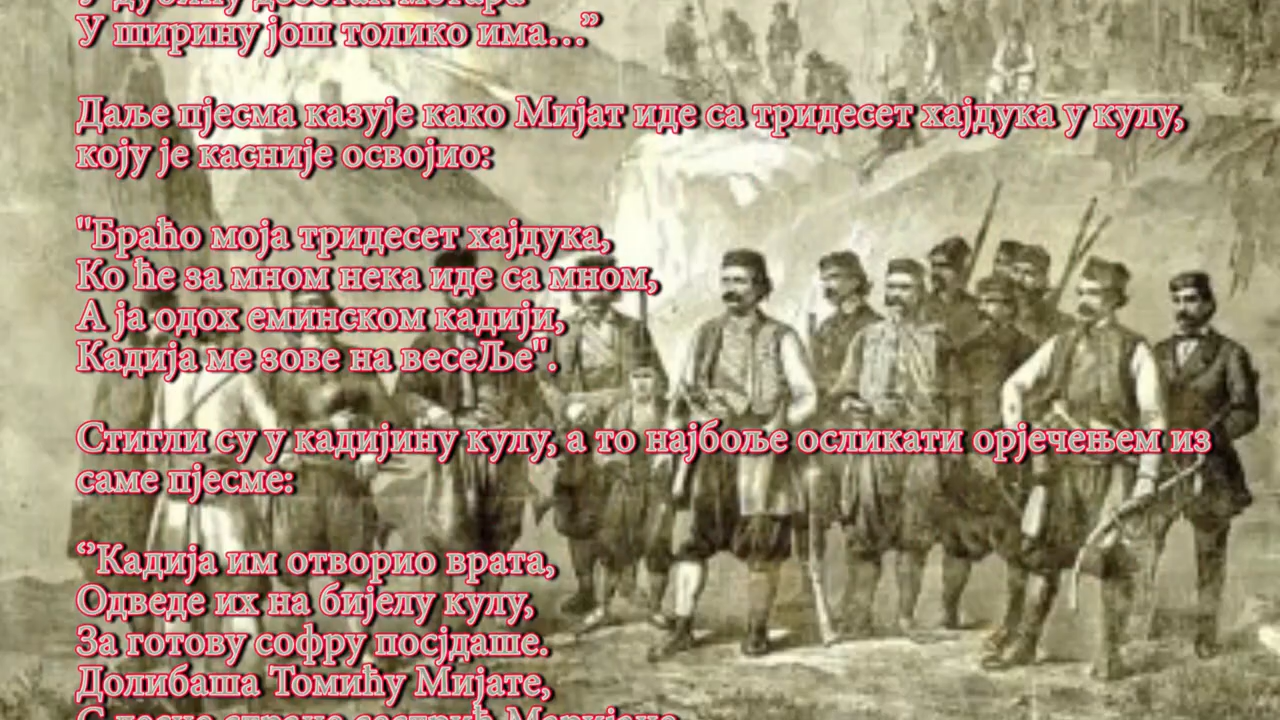 У ширину још толико има...”
Даље пјесма казује како Мијат иде са тридесет хајдука у кулу,
коју је касније освојио:
"Браћо моја тридесет хајдука,
Ко ће за мном нека иде са мном,
А ја одох еминском кадији,
Кадија ме зове на весеЉе".
Стигли су у кадијину кулу, а то најбоље осликати орјечењем из
саме пјесме:
“Кадија им отворио врата,
Одведе их на бијелу кулу,
За готову софру посјдаше.
Долибаша Томићу Мијате,